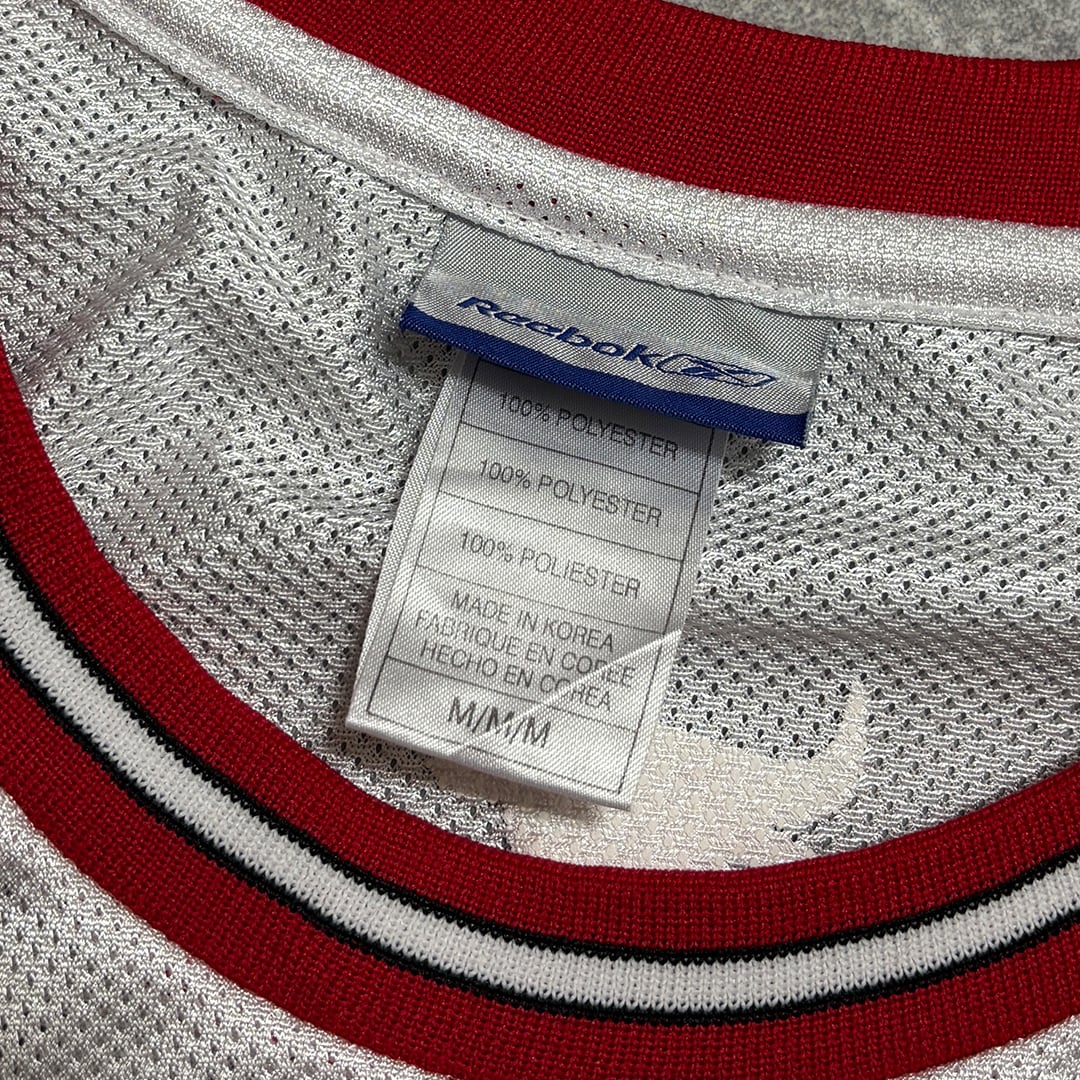 Reebok
100% POLYESTER
100% POLYESTER
100% POLIESTER
MADE IN KOREA
FABRIQUE EN COREE
HECHO EN COREA
M/M/M